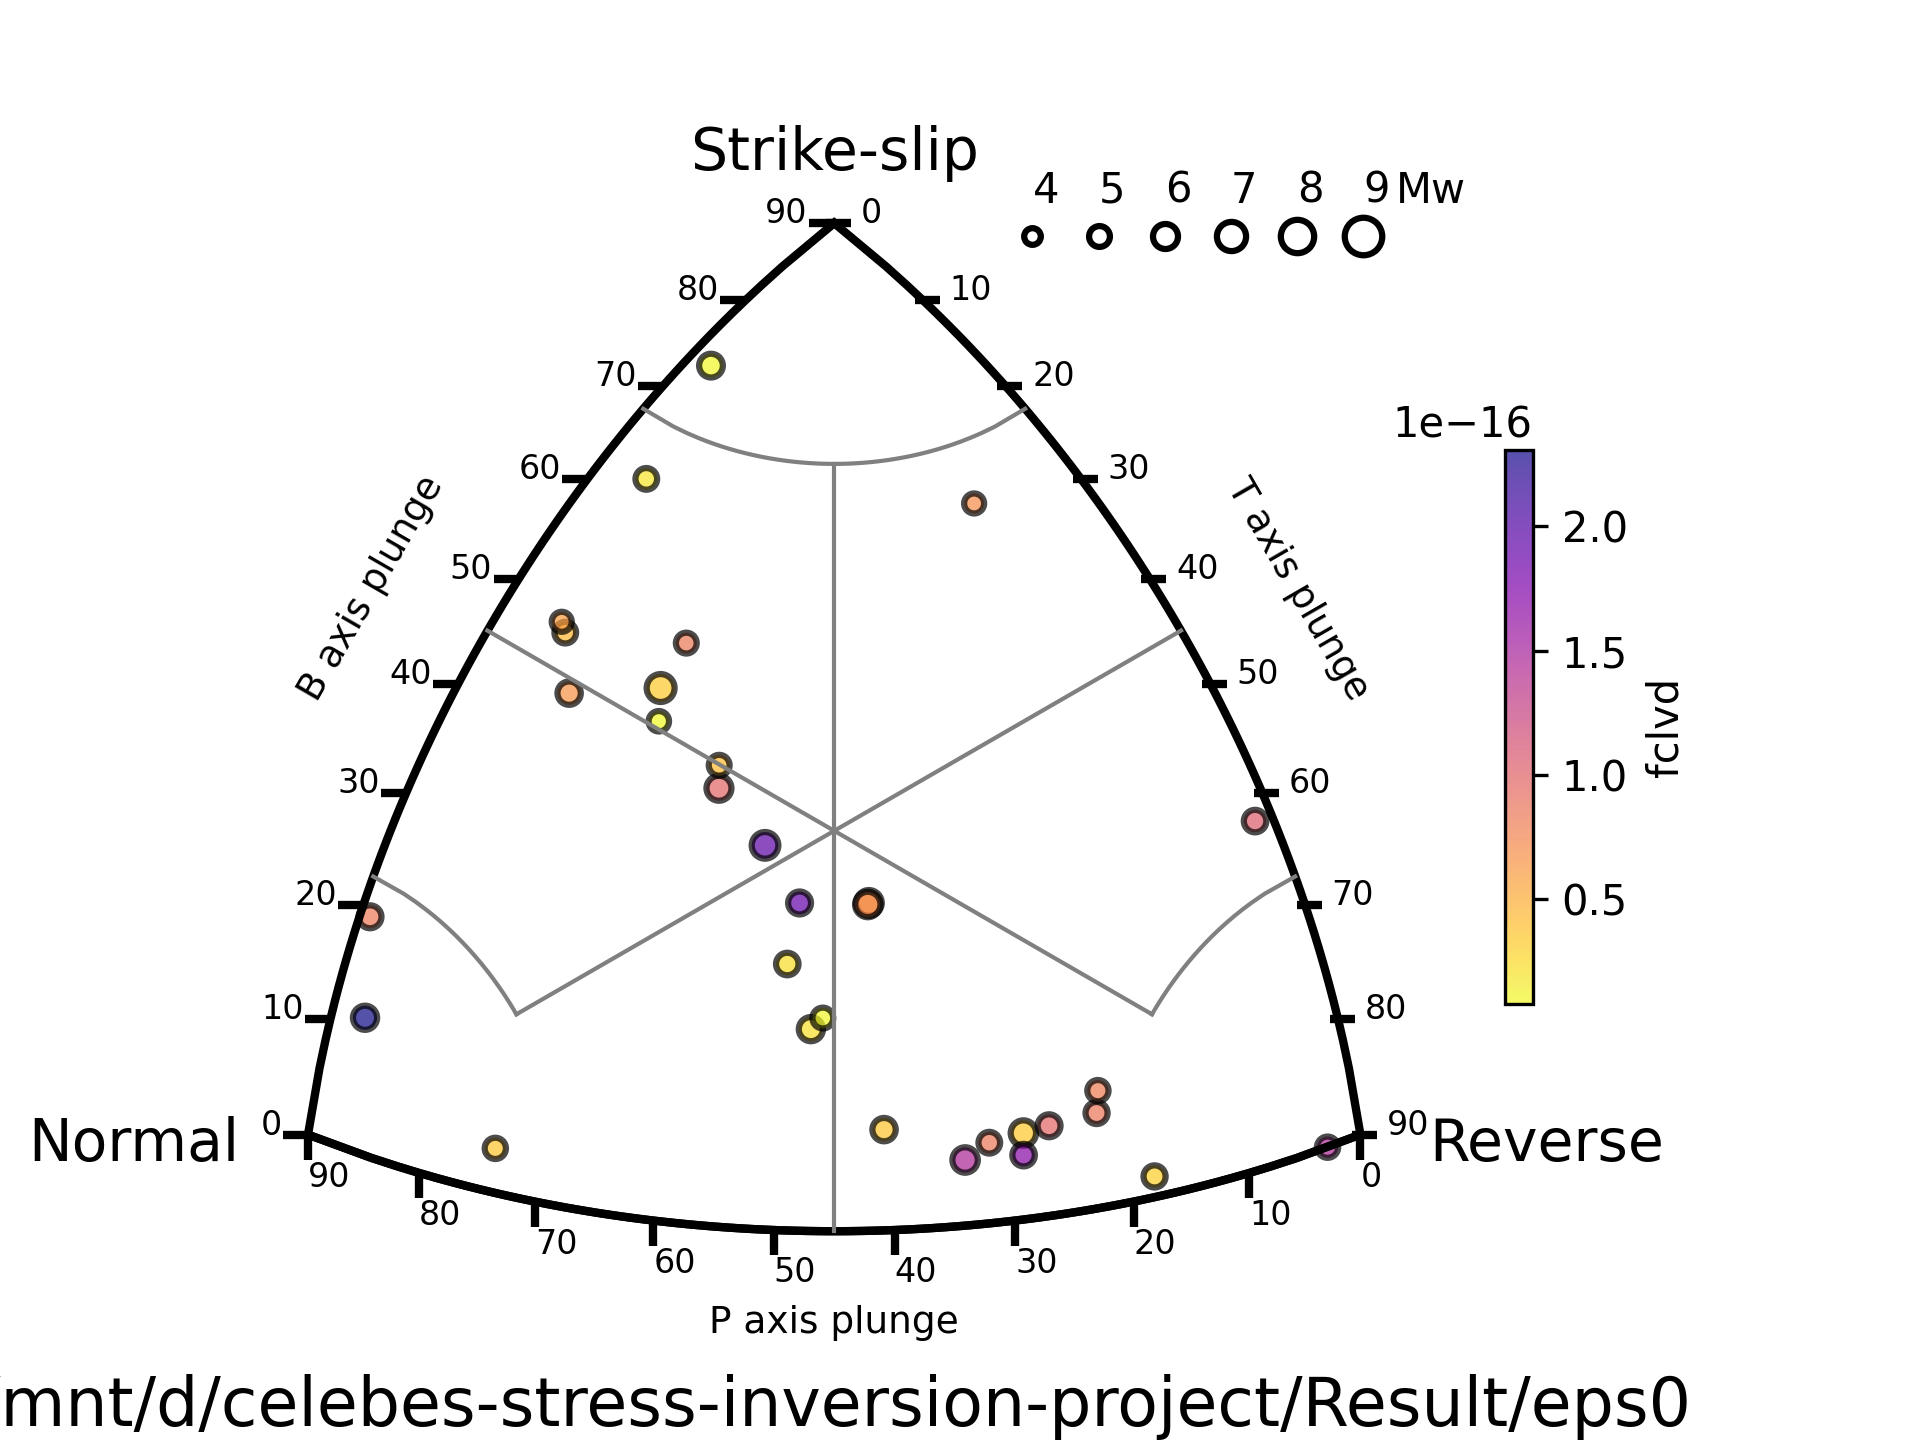 Strike-slip
4 5 6 7 8 9 Mw
90 0
80 10
70 20
60 30
50 40
40 50
30 60
20 70
10 80
0 90
B axis plunge
T axis plunge
1e−16
2.0
1.5
1.0
0.5
fclvd
Normal
Reverse
90 80 70 60 50 40 30 20 10 0
P axis plunge
mnt/d/celebes-stress-inversion-project/Result/eps0